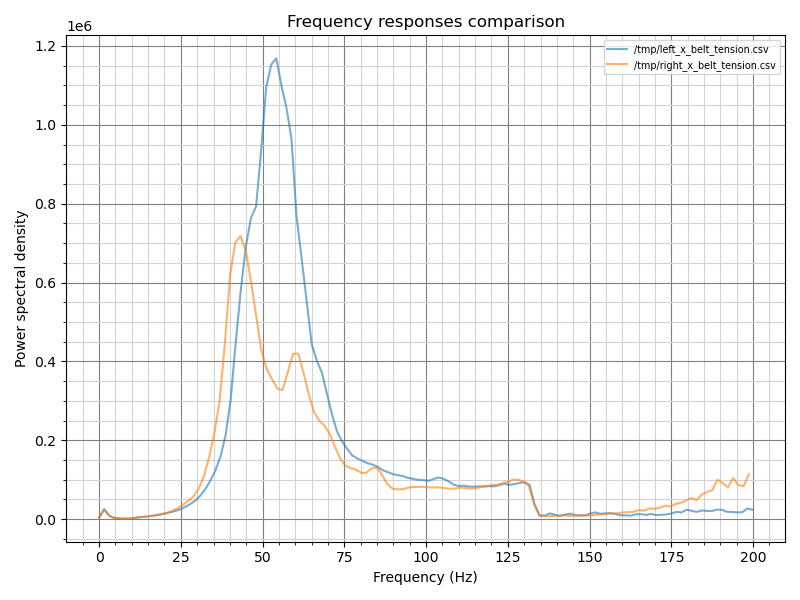 Frequency responses comparison
1e6
/tmp/left_x_belt_tension.csv
/tmp/right_x_belt_tension.csv
1.2
1.0
0.8
0.6
0.4
0.2
0.0
Power spectral density
0 25 50 75 100 125 150 175 200
Frequency (Hz)